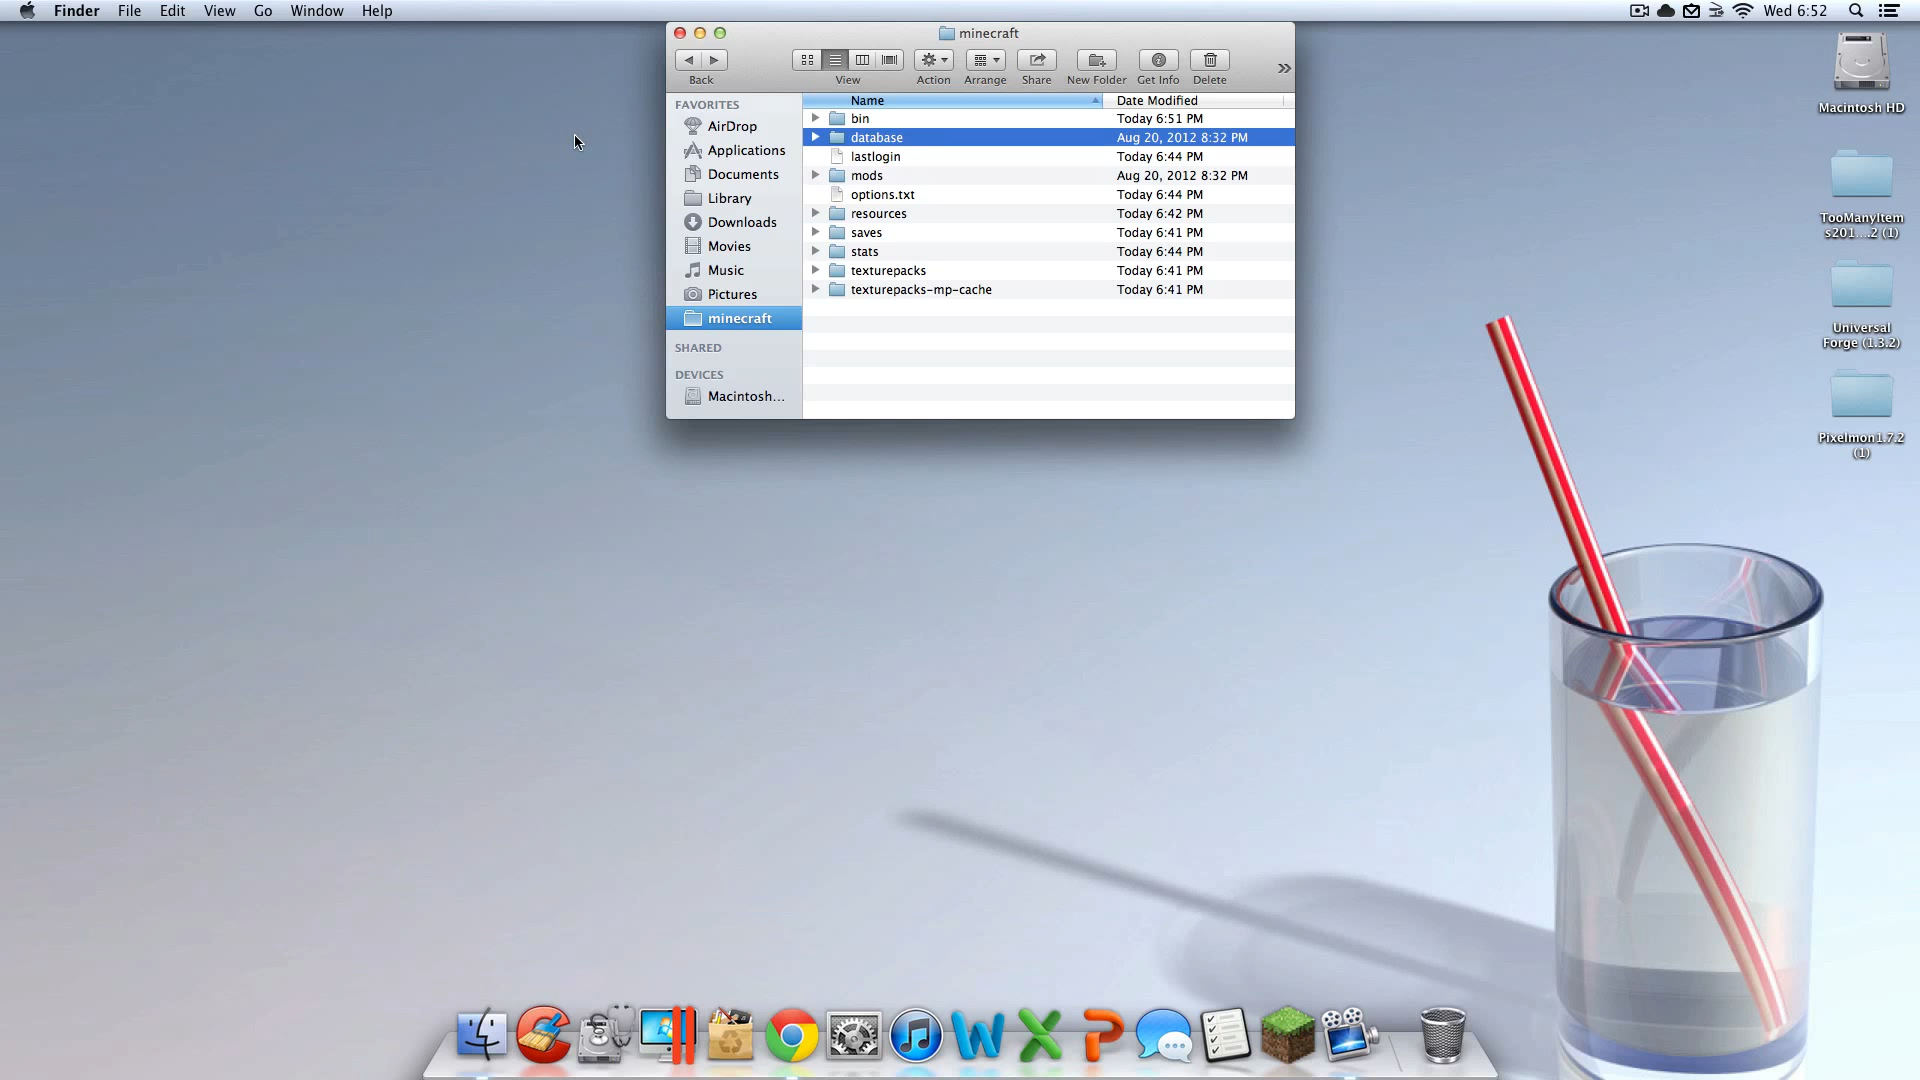 Finder File Edit View Go Window Help
Wed 6:52
minecraft
Back
View
Action
Arrange
Share
New Folder
Get Info
Delete
FAVORITES
AirDrop
Applications
Documents
Library
Downloads
Movies
Music
Pictures
minecraft
SHARED
DEVICES
Macintosh...
Name Date Modified
bin Today 6:51 PM
database Aug 20, 2012 8:32 PM
lastlogin Today 6:44 PM
mods Aug 20, 2012 8:32 PM
options.txt Today 6:44 PM
resources Today 6:42 PM
saves Today 6:41 PM
stats Today 6:44 PM
texturepacks Today 6:41 PM
texturepacks-mp-cache Today 6:41 PM
Macintosh HD
TooManyItem
s201....2 (1)
Universal
Forge (1.3.2)
Pixelmon1.7.2
(1)